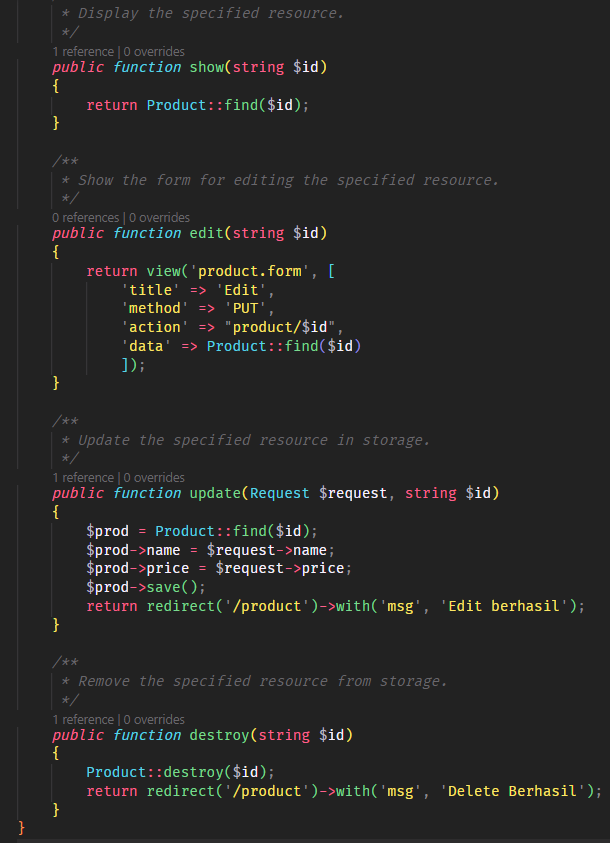 * Display the specified resource.
*/
1 reference | 0 overrides
public function show(string $id)
{
return Product::find($id);
}
/**
* Show the form for editing the specified resource.
*/
0 references | 0 overrides
public function edit(string $id)
{
return view('product.form', [
'title' => 'Edit',
'method' => 'PUT',
'action' => "product/$id",
'data' => Product::find($id)
]);
}
/**
* Update the specified resource in storage.
*/
1 reference | 0 overrides
public function update(Request $request, string $id)
{
$prod = Product::find($id);
$prod->name = $request->name;
$prod->price = $request->price;
$prod->save();
return redirect('/product')->with('msg', 'Edit berhasil');
}
/**
* Remove the specified resource from storage.
*/
1 reference | 0 overrides
public function destroy(string $id)
{
Product::destroy($id);
return redirect('/product')->with('msg', 'Delete Berhasil');
}
}